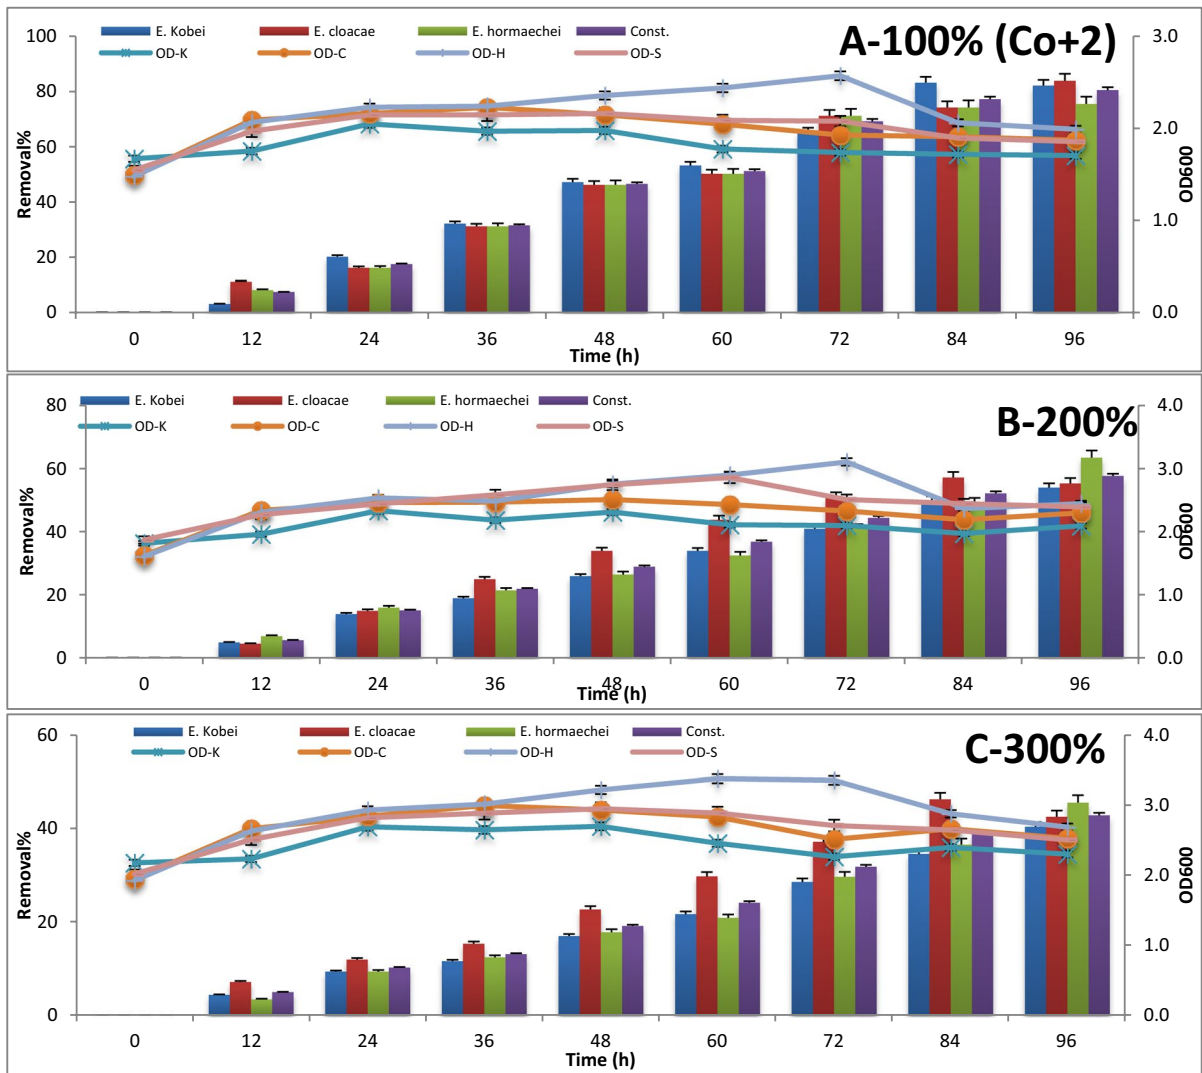 A-100% (Co+2)
E. Kobei E. cloacae E. hormaechei Const.
OD-K OD-C OD-H OD-S
Removal%
100
80
60
40
20
0
OD600
3.0
2.0
1.0
0.0
0 12 24 36 48 60 72 84 96
Time (h)
B-200%
E. Kobei E. cloacae E. hormaechei Const.
OD-K OD-C OD-H OD-S
Removal%
80
60
40
20
0
OD600
4.0
3.0
2.0
1.0
0.0
0 12 24 36 48 60 72 84 96
Time (h)
C-300%
E. Kobei E. cloacae E. hormaechei Const.
OD-K OD-C OD-H OD-S
Removal%
60
40
20
0
OD600
4.0
3.0
2.0
1.0
0.0
0 12 24 36 48 60 72 84 96
Time (h)